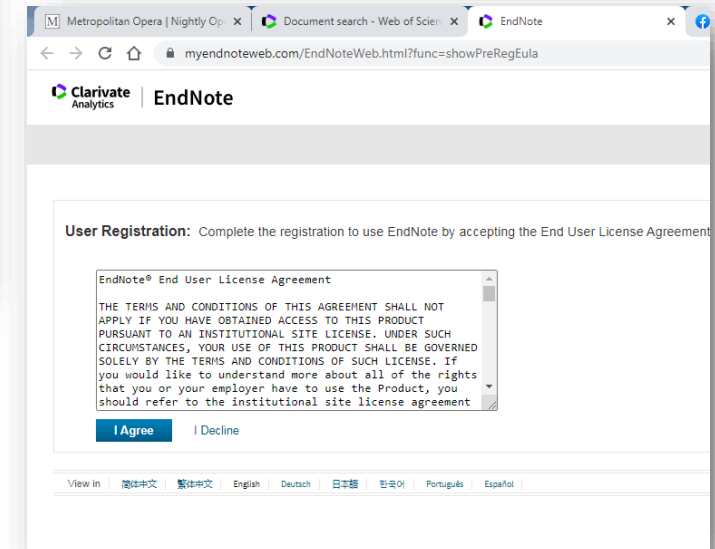 Metropolitan Opera | Nightly Op
Document search - Web of Scien
EndNote
myendnoteweb.com/EndNoteWeb.html?func=showPreRegEula
Clarivate
Analytics
EndNote
User Registration: Complete the registration to use EndNote by accepting the End User License Agreement
EndNote® End User License Agreement
THE TERMS AND CONDITIONS OF THIS AGREEMENT SHALL NOT
APPLY IF YOU HAVE OBTAINED ACCESS TO THIS PRODUCT
PURSUANT TO AN INSTITUTIONAL SITE LICENSE. UNDER SUCH
CIRCUMSTANCES, YOUR USE OF THIS PRODUCT SHALL BE GOVERNED
SOLELY BY THE TERMS AND CONDITIONS OF SUCH LICENSE. If
you would like to understand more about all of the rights
that you or your employer have to use the Product, you
should refer to the institutional site license agreement
I Agree I Decline
View in 简体中文 繁体中文 English Deutsch 日本語 한국어 Português Español